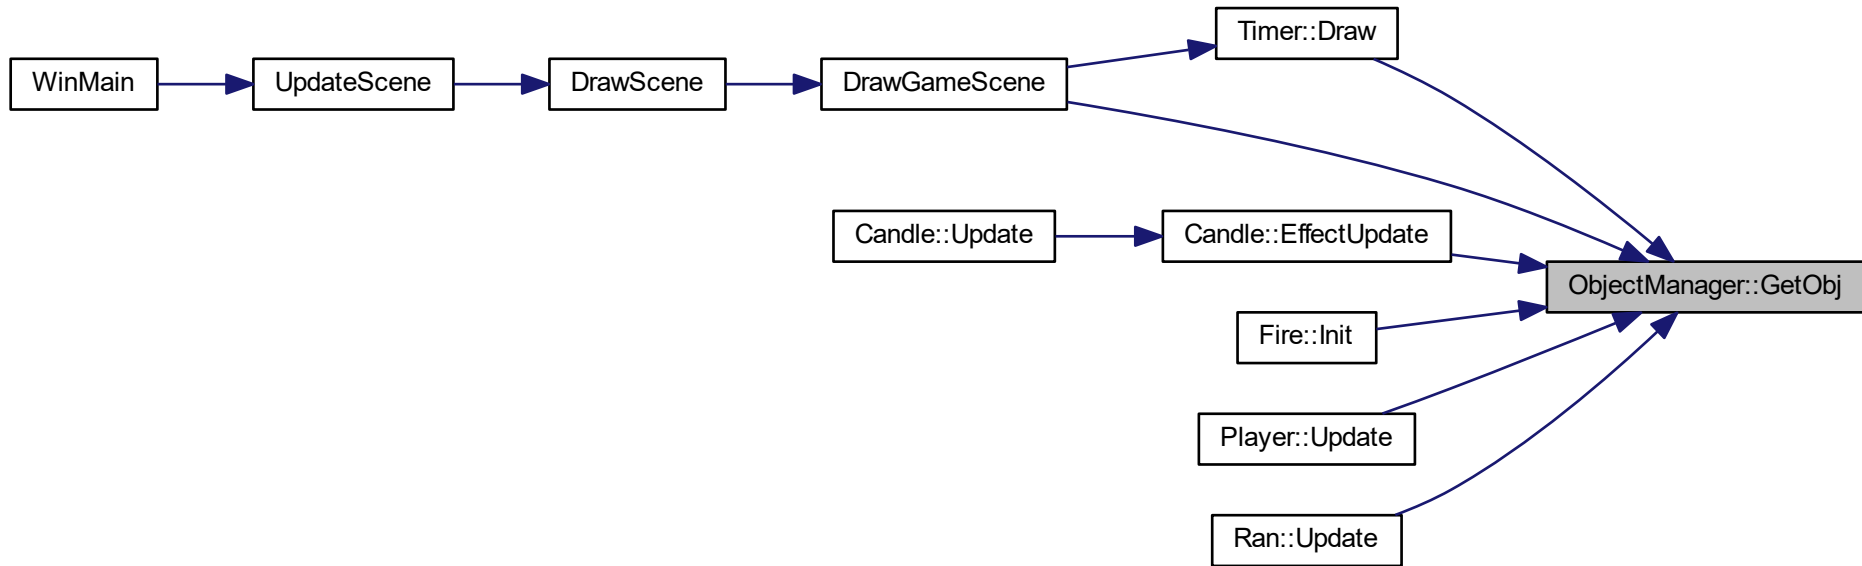 Timer::Draw
WinMain
UpdateScene
DrawScene
DrawGameScene
Candle::Update
Candle::EffectUpdate
ObjectManager::GetObj
Fire::Init
Player::Update
Ran::Update